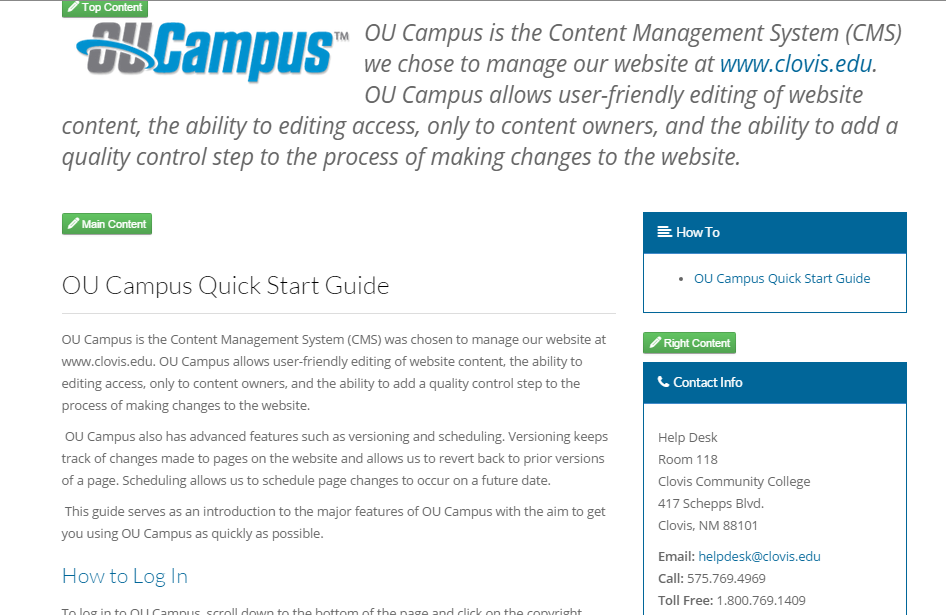 Top Content
OU Campus™
OU Campus is the Content Management System (CMS)
we chose to manage our website at www.clovis.edu.
OU Campus allows user-friendly editing of website
content, the ability to editing access, only to content owners, and the ability to add a
quality control step to the process of making changes to the website.
Main Content
OU Campus Quick Start Guide
OU Campus is the Content Management System (CMS) was chosen to manage our website at
www.clovis.edu. OU Campus allows user-friendly editing of website content, the ability to
editing access, only to content owners, and the ability to add a quality control step to the
process of making changes to the website.
OU Campus also has advanced features such as versioning and scheduling. Versioning keeps
track of changes made to pages on the website and allows us to revert back to prior versions
of a page. Scheduling allows us to schedule page changes to occur on a future date.
This guide serves as an introduction to the major features of OU Campus with the aim to get
you using OU Campus as quickly as possible.
How to Log In
To log in to OU Campus, scroll down to the bottom of the page and click on the copyright
How To
• OU Campus Quick Start Guide
Right Content
Contact Info
Help Desk
Room 118
Clovis Community College
417 Schepps Blvd.
Clovis, NM 88101
Email: helpdesk@clovis.edu
Call: 575.769.4969
Toll Free: 1.800.769.1409